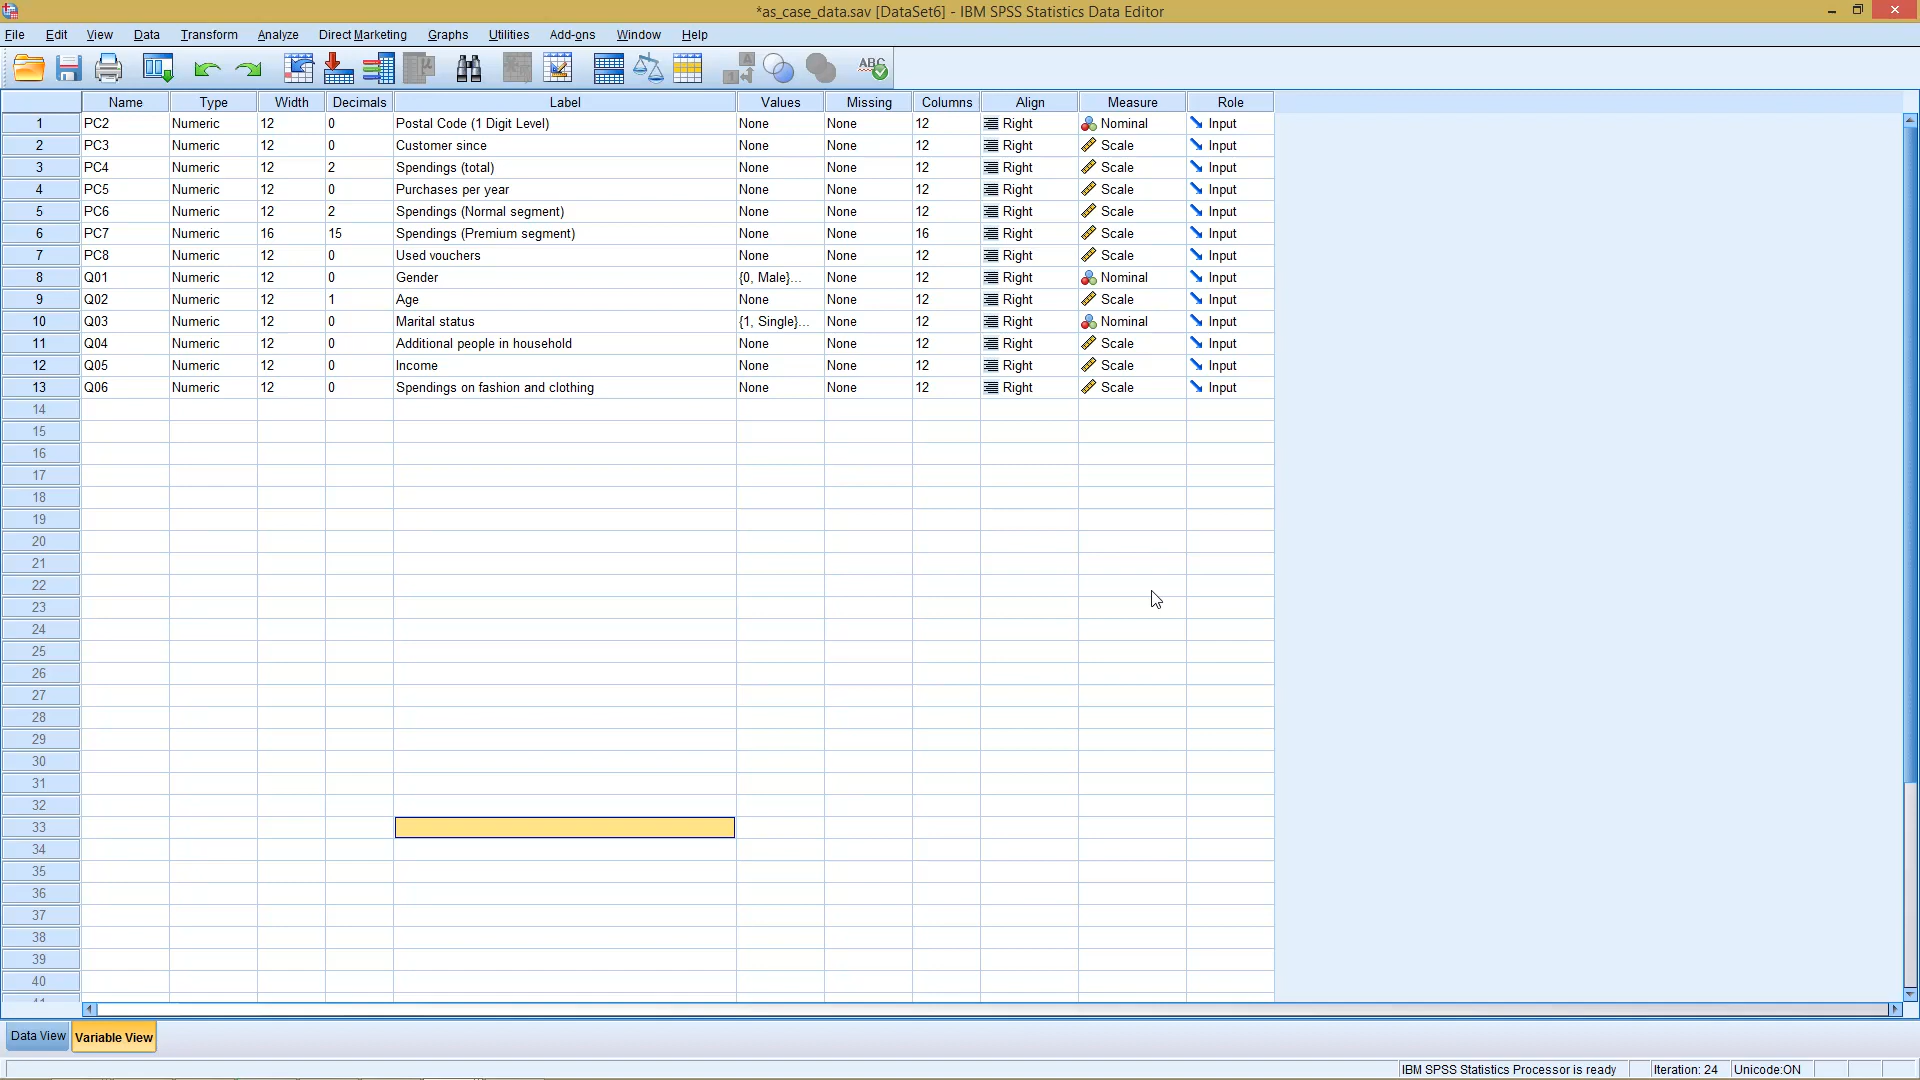 *as_case_data.sav [DataSet6] - IBM SPSS Statistics Data Editor
File Edit View Data Transform Analyze Direct Marketing Graphs Utilities Add-ons Window Help
Name Type Width Decimals Label Values Missing Columns Align Measure Role
1 PC2 Numeric 12 0 Postal Code (1 Digit Level) None None 12 Right Nominal Input
2 PC3 Numeric 12 0 Customer since None None 12 Right Scale Input
3 PC4 Numeric 12 2 Spendings (total) None None 12 Right Scale Input
4 PC5 Numeric 12 0 Purchases per year None None 12 Right Scale Input
5 PC6 Numeric 12 2 Spendings (Normal segment) None None 12 Right Scale Input
6 PC7 Numeric 16 15 Spendings (Premium segment) None None 16 Right Scale Input
7 PC8 Numeric 12 0 Used vouchers None None 12 Right Scale Input
8 Q01 Numeric 12 0 Gender {0, Male}... None 12 Right Nominal Input
9 Q02 Numeric 12 1 Age None None 12 Right Scale Input
10 Q03 Numeric 12 0 Marital status {1, Single}... None 12 Right Nominal Input
11 Q04 Numeric 12 0 Additional people in household None None 12 Right Scale Input
12 Q05 Numeric 12 0 Income None None 12 Right Scale Input
13 Q06 Numeric 12 0 Spendings on fashion and clothing None None 12 Right Scale Input
14
15
16
17
18
19
20
21
22
23
24
25
26
27
28
29
30
31
32
33
34
35
36
37
38
39
40
Data View Variable View
IBM SPSS Statistics Processor is ready Iteration: 24 Unicode:ON